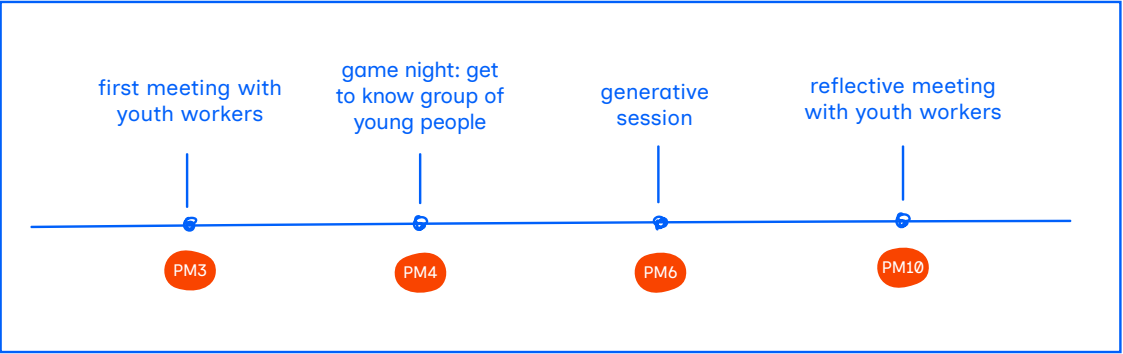 first meeting with
youth workers
game night: get
to know group of
young people
generative
session
reflective meeting
with youth workers
PM3
PM4
PM6
PM10